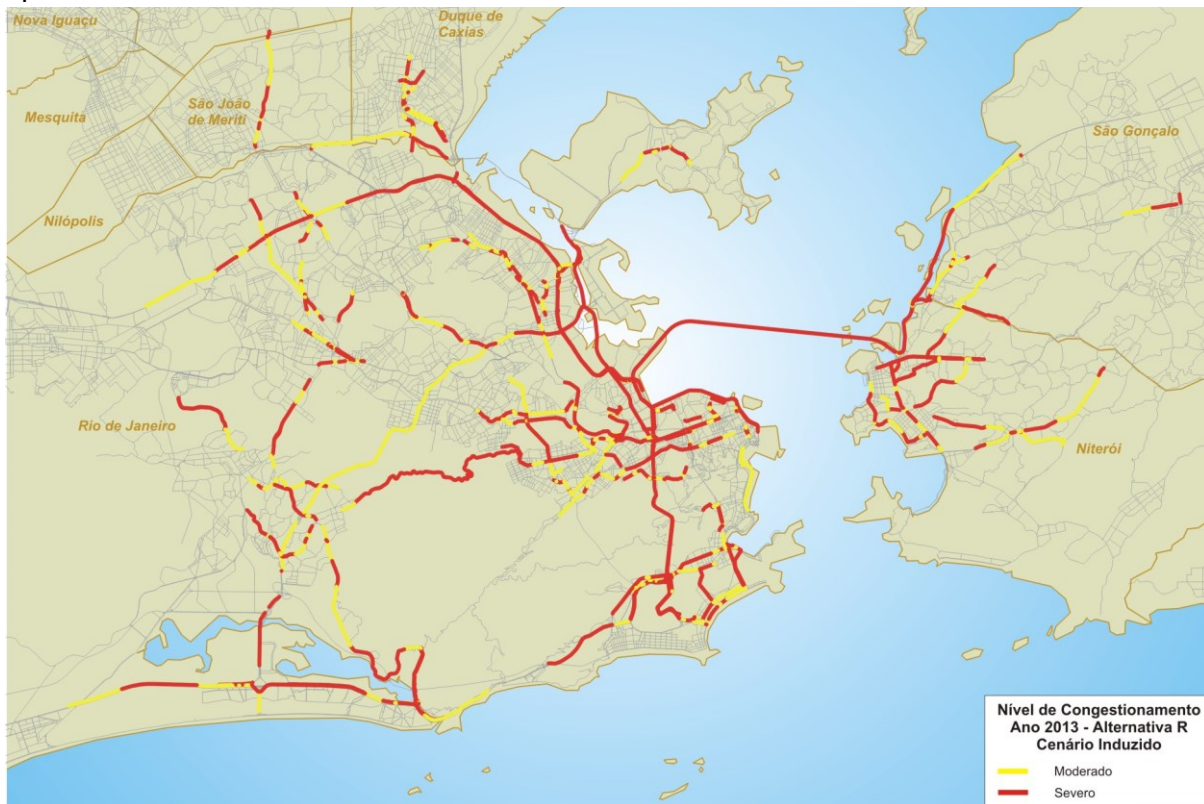 Nova Iguaçu
Duque de
Caxias
Mesquita
São João
de Meriti
São Gonçalo
Nilópolis
Rio de Janeiro
Niterói
Nível de Congestionamento
Ano 2013 - Alternativa R
Cenário Induzido
Moderado
Severo